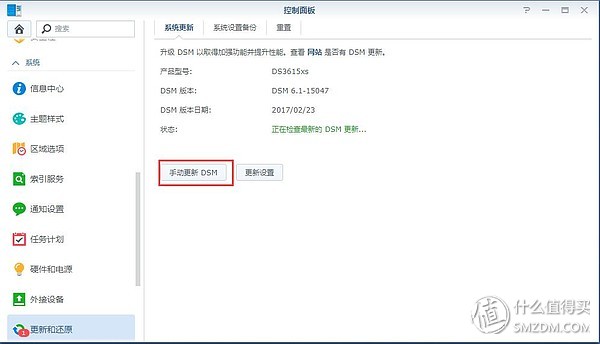 控制面板
搜索
系统
信息中心
主题样式
区域选项
索引服务
通知设置
任务计划
硬件和电源
外接设备
1
更新和还原
系统更新 系统设置备份 重置
升级 DSM 以取得加强功能并提升性能。查看 网站 是否有 DSM 更新。
产品型号: DS3615xs
DSM 版本: DSM 6.1-15047
DSM 版本日期: 2017/02/23
状态: 正在检查最新的 DSM 更新...
手动更新 DSM 更新设置
值 什么值得买
SMZDM.COM